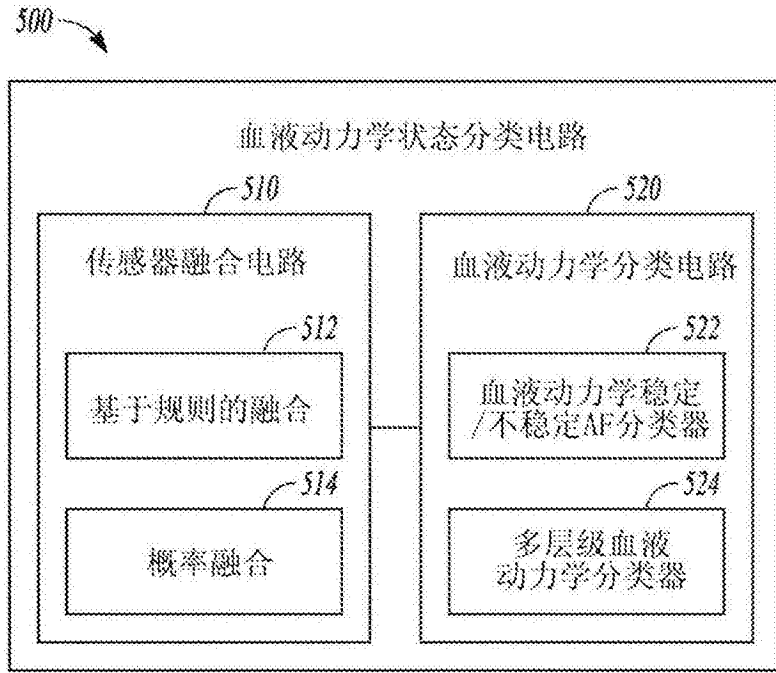 500
血液动力学状态分类电路
510
传感器融合电路
512
基于规则的融合
514
概率融合
520
血液动力学分类电路
522
血液动力学稳定
/不稳定AF分类器
524
多层级血液
动力学分类器